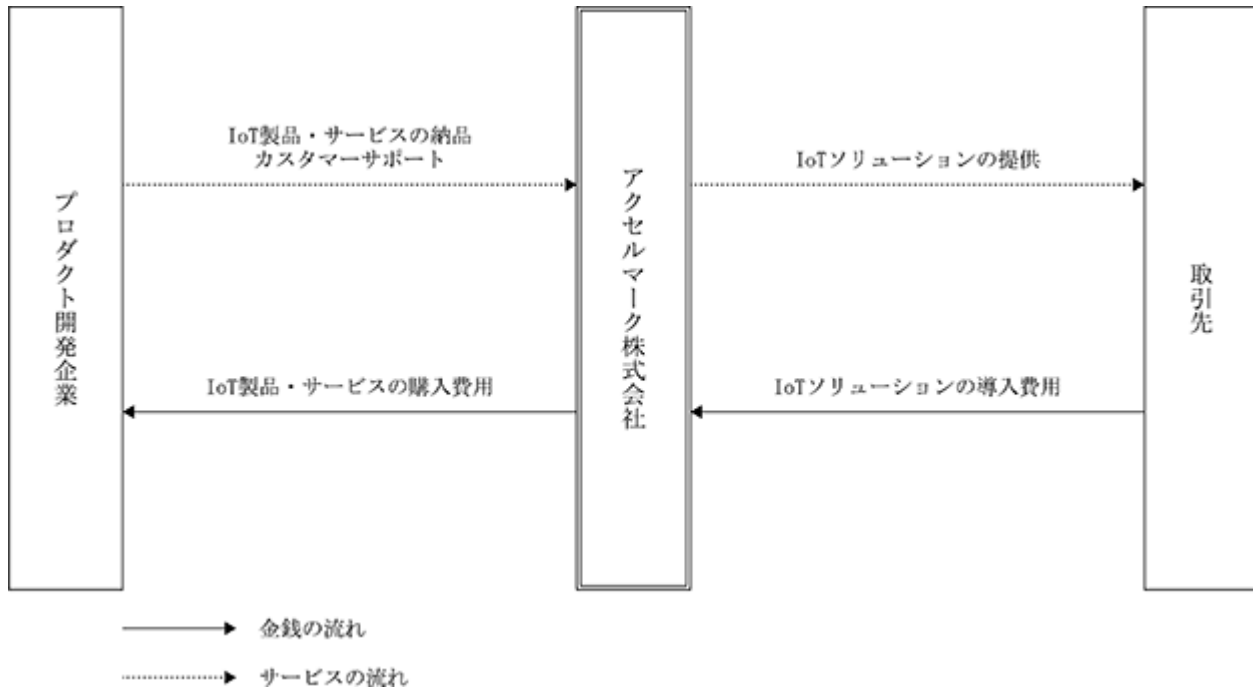 プロダクト開発企業
IoT製品・サービスの納品
カスタマーサポート
IoT製品・サービスの購入費用
アクセルマーク株式会社
IoTソリューションの提供
IoTソリューションの導入費用
取引先
金銭の流れ
サービスの流れ